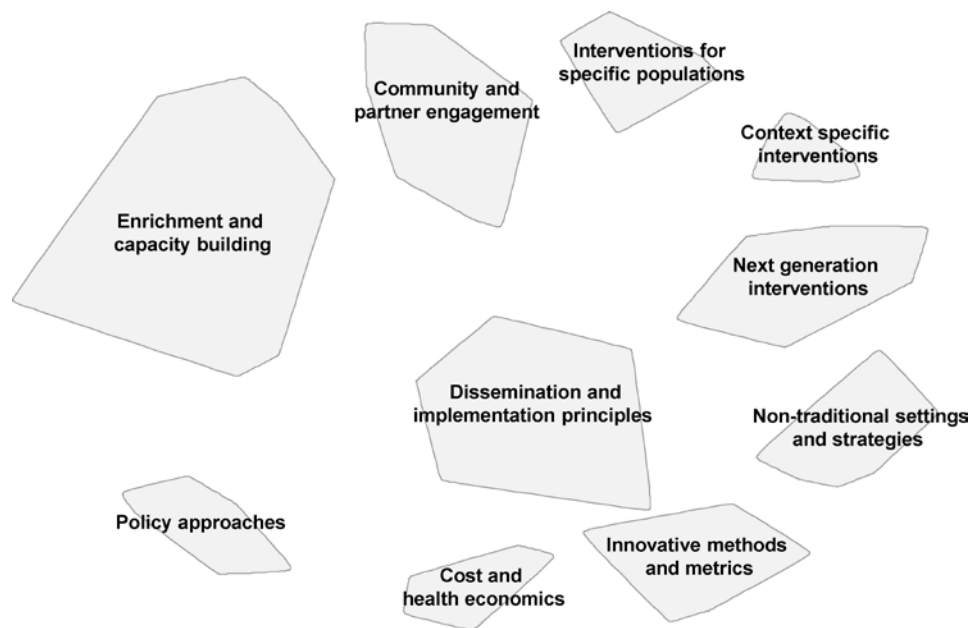 Interventions for
specific populations
Community and
partner engagement
Context specific
interventions
Enrichment and
capacity building
Next generation
interventions
Dissemination and
implementation principles
Non-traditional settings
and strategies
Policy approaches
Innovative methods
and metrics
Cost and
health economics